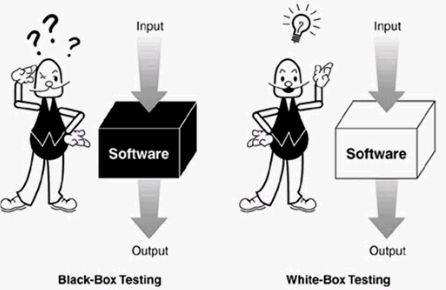 ? ? ?
Input
Software
Output
Black-Box Testing
Input
Software
Output
White-Box Testing